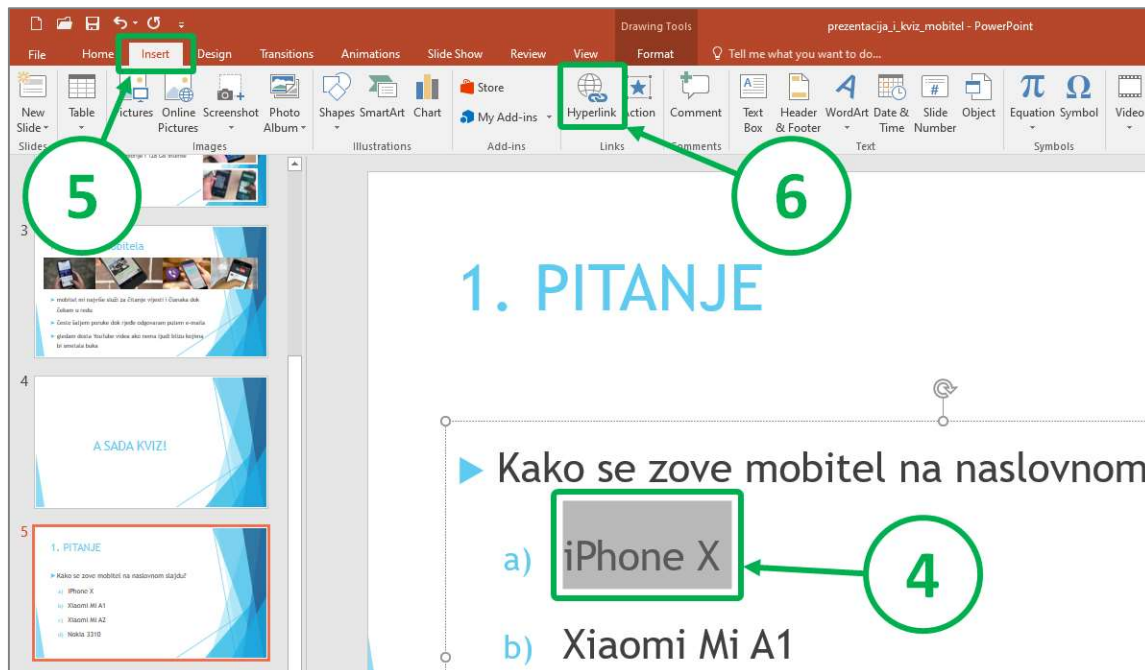 Drawing Tools
prezentacija_i_kviz_mobitel - PowerPoint
File Home Insert Design Transitions Animations Slide Show Review View Format Tell me what you want to do...
New Slide
Table
Pictures
Online Pictures
Screenshot
Photo Album
Shapes
SmartArt
Chart
Store
My Add-ins
Hyperlink
Action
Comment
Text Box
Header & Footer
WordArt
Date & Time
Slide Number
Object
Equation
Symbol
Video
Slides Images Illustrations Add-ins Links Comments Text Symbols
5
6
3
mobitel mi najviše služi za čitanje vijesti i članaka dok
čekam u redu
često šaljem poruke dok rjeđe odgovaram putem e-maila
gledam dosta YouTube videa ako nema ljudi blizu kojima
bi smetala buka
4
A SADA KVIZ!
5
1. PITANJE
Kako se zove mobitel na naslovnom slajdu?
a) iPhone X
b) Xiaomi Mi A1
c) Xiaomi Mi A2
d) Nokia 3310
1. PITANJE
Kako se zove mobitel na naslovnom
a) iPhone X
4
b) Xiaomi Mi A1